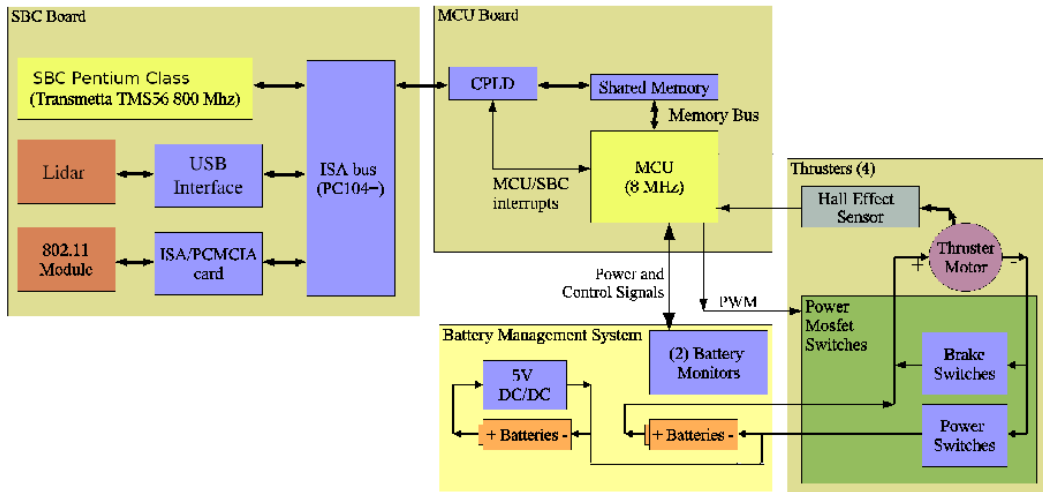 SBC Board
SBC Pentium Class
(Transmetta TMS56 800 Mhz)
Lidar
USB
Interface
802.11
Module
ISA/PCMCIA
card
ISA bus
(PC104-)
MCU Board
CPLD
Shared Memory
Memory Bus
MCU
(8 MHz)
MCU/SBC
interrupts
Power and
Control Signals
PWM
Thrusters (4)
Hall Effect
Sensor
Thruster
Motor
+
-
Power
Mosfet
Switches
Brake
Switches
Power
Switches
Battery Management System
(2) Battery
Monitors
5V
DC/DC
+ Batteries -
+ Batteries -